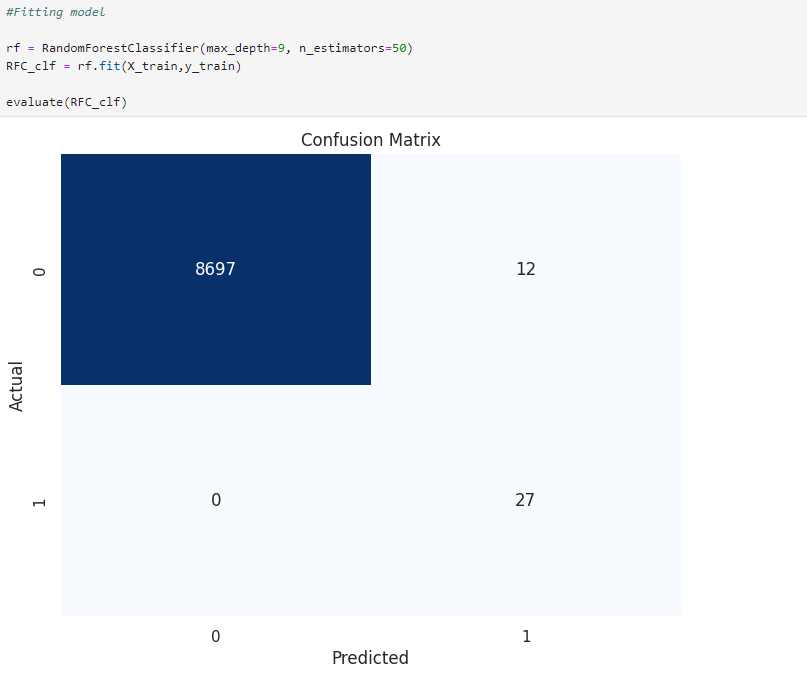 #Fitting model
rf = RandomForestClassifier(max_depth=9, n_estimators=50)
RFC_clf = rf.fit(X_train,y_train)
evaluate(RFC_clf)
Confusion Matrix
0
8697
12
Actual
1
0
27
0
1
Predicted